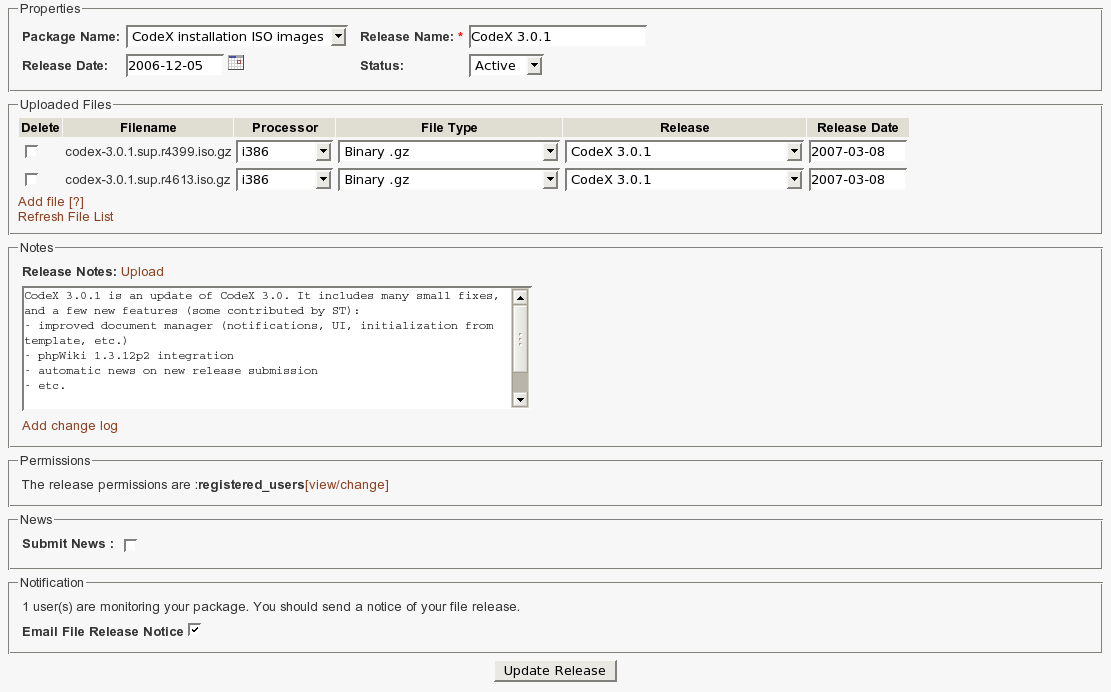 Properties
Package Name: CodeX installation ISO images Release Name: * CodeX 3.0.1
Release Date: 2006-12-05 Status: Active
Uploaded Files
Delete Filename Processor File Type Release Release Date
codex-3.0.1.sup.r4399.iso.gz i386 Binary .gz CodeX 3.0.1 2007-03-08
codex-3.0.1.sup.r4613.iso.gz i386 Binary .gz CodeX 3.0.1 2007-03-08
Add file [?]
Refresh File List
Notes
Release Notes: Upload
CodeX 3.0.1 is an update of CodeX 3.0. It includes many small fixes,
and a few new features (some contributed by ST):
- improved document manager (notifications, UI, initialization from
template, etc.)
- phpWiki 1.3.12p2 integration
- automatic news on new release submission
- etc.
Add change log
Permissions
The release permissions are :registered_users[view/change]
News
Submit News :
Notification
1 user(s) are monitoring your package. You should send a notice of your file release.
Email File Release Notice
Update Release